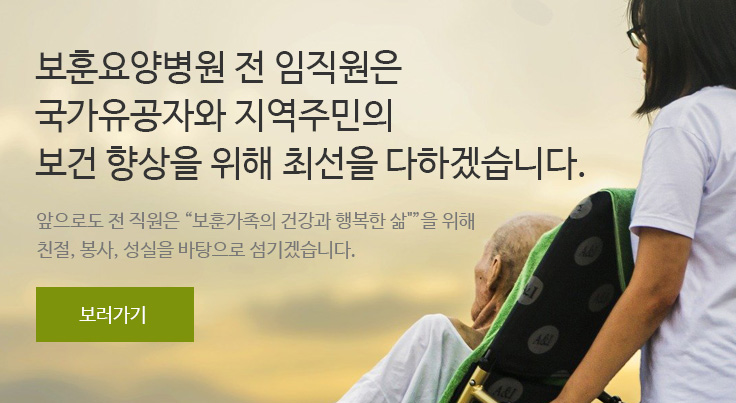 보훈요양병원 전 임직원은
국가유공자와 지역주민의
보건 향상을 위해 최선을 다하겠습니다.
앞으로도 전 직원은 “보훈가족의 건강과 행복한 삶"”을 위해
친절, 봉사, 성실을 바탕으로 섬기겠습니다.
보러가기